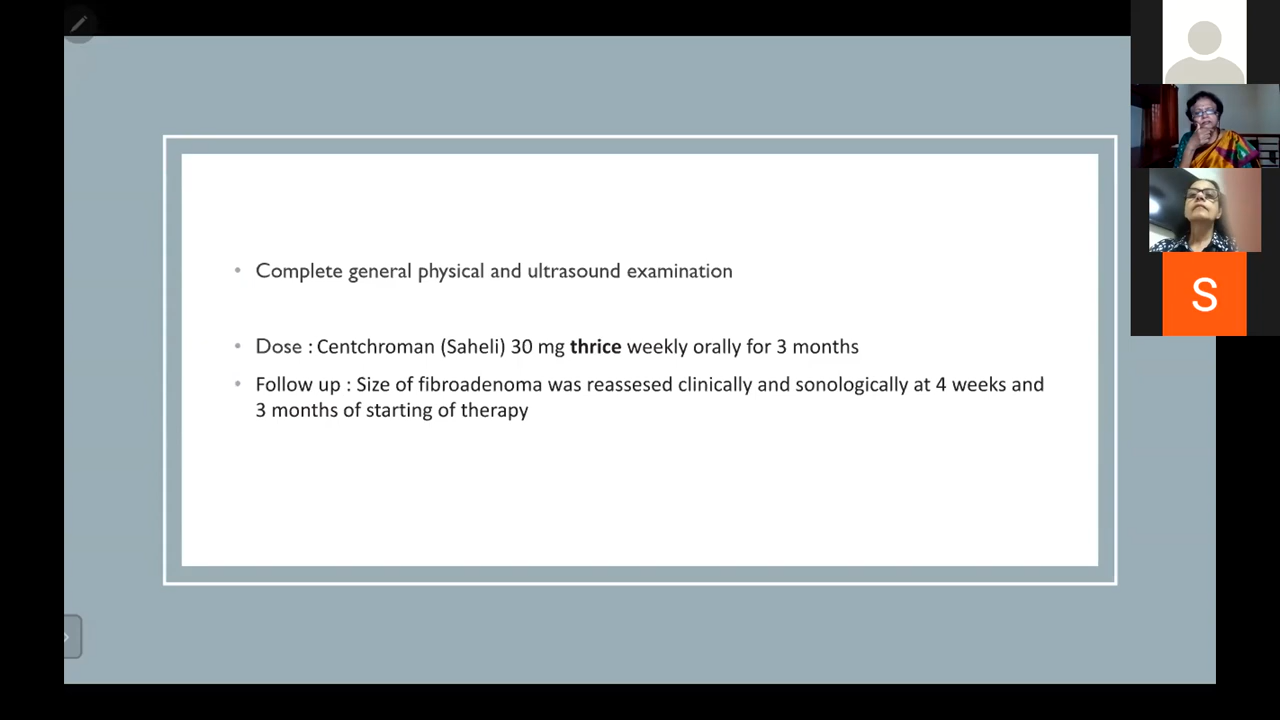 • Complete general physical and ultrasound examination
• Dose : Centchroman (Saheli) 30 mg thrice weekly orally for 3 months
• Follow up : Size of fibroadenoma was reassesed clinically and sonologically at 4 weeks and
3 months of starting of therapy
S